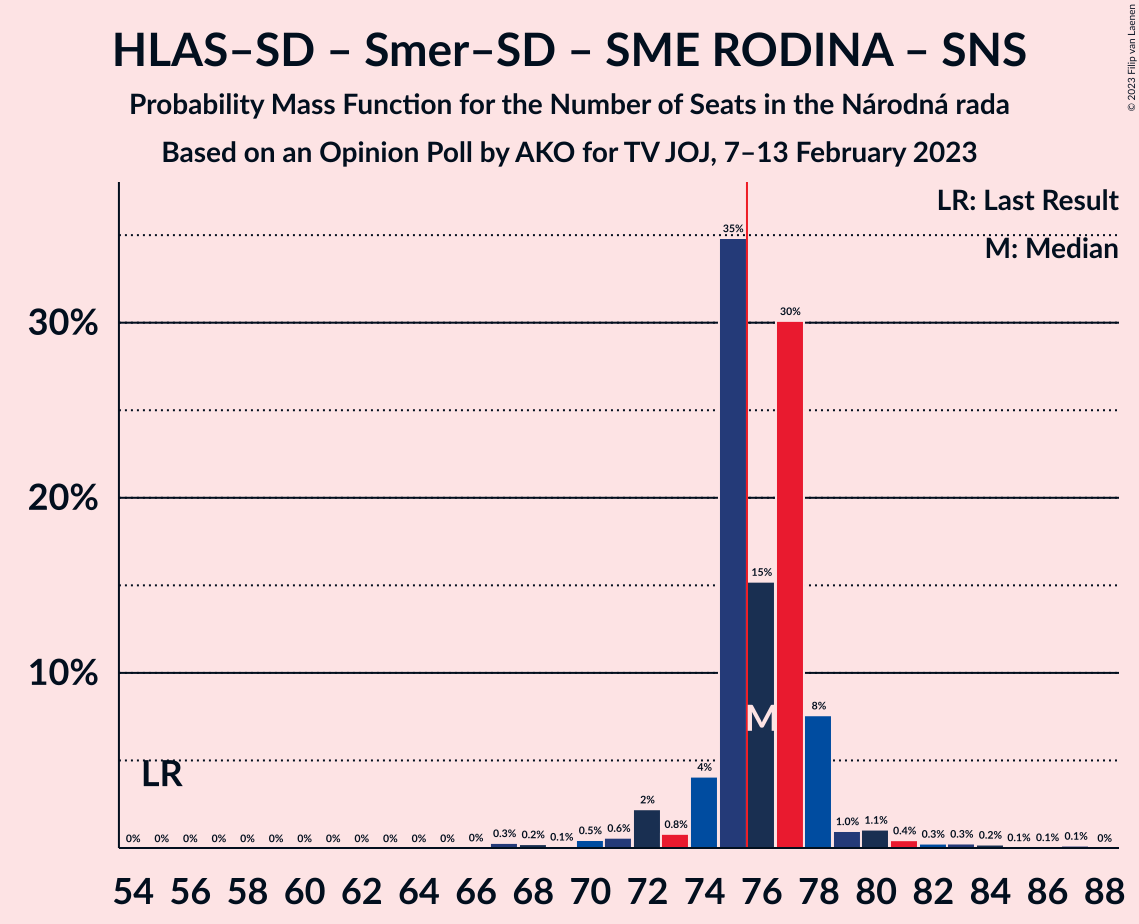 HLAS–SD – Smer–SD – SME RODINA – SNS
Probability Mass Function for the Number of Seats in the Národná rada
Based on an Opinion Poll by AKO for TV JOJ, 7–13 February 2023
© 2023 Filip van Laenen
LR: Last Result
M: Median
30%
20%
10%
LR
M
0% 0% 0% 0% 0% 0% 0% 0% 0% 0% 0% 0% 0% 0.3% 0.2% 0.1% 0.5% 0.6% 2% 0.8% 4% 35% 15% 30% 8% 1.0% 1.1% 0.4% 0.3% 0.3% 0.2% 0.1% 0.1% 0.1% 0%
54 56 58 60 62 64 66 68 70 72 74 76 78 80 82 84 86 88